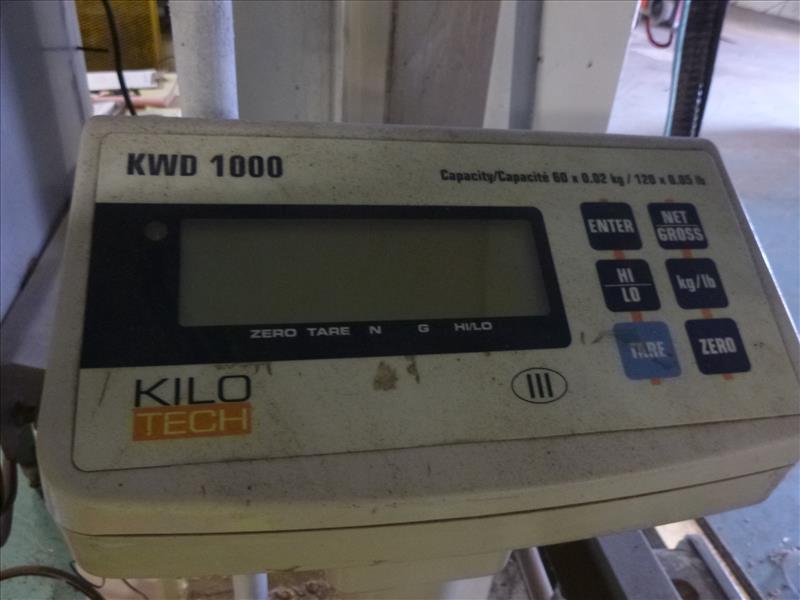 KWD 1000
Capacity/Capacité 60 x 0.02 kg / 120 x 0.05 lb
ENTER
NET
GROSS
HI
LO
kg/lb
TARE
ZERO
ZERO TARE N G HI/LO
KILO
TECH
III